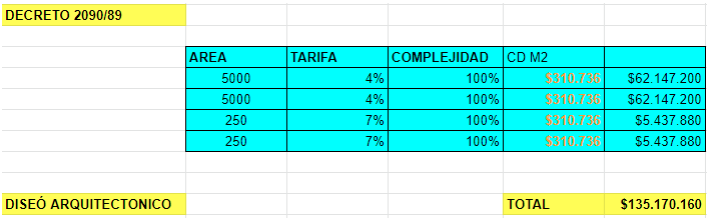 DECRETO 2090/89
AREA TARIFA COMPLEJIDAD CD M2
5000 4% 100% $310.736 $62.147.200
5000 4% 100% $310.736 $62.147.200
250 7% 100% $310.736 $5.437.880
250 7% 100% $310.736 $5.437.880
DISEÓ ARQUITECTONICO TOTAL $135.170.160